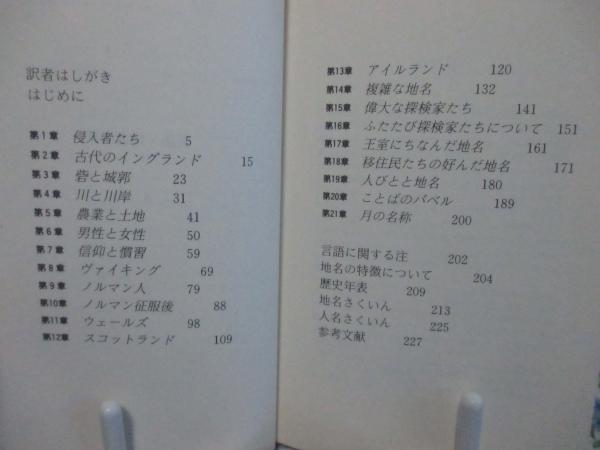 訳者はしがき
はじめに
第1章 侵入者たち 5
第2章 古代のイングランド 15
第3章 砦と城郭 23
第4章 川と川岸 31
第5章 農業と土地 41
第6章 男性と女性 50
第7章 信仰と慣習 59
第8章 ヴァイキング 69
第9章 ノルマン人 79
第10章 ノルマン征服後 88
第11章 ウェールズ 98
第12章 スコットランド 109
第13章 アイルランド 120
第14章 複雑な地名 132
第15章 偉大な探検家たち 141
第16章 ふたたび探検家たちについて 151
第17章 王室にちなんだ地名 161
第18章 移住民たちの好んだ地名 171
第19章 人びとと地名 180
第20章 ことばのバベル 189
第21章 月の名称 200
言語に関する注 202
地名の特徴について 204
歴史年表 209
地名さくいん 213
人名さくいん 225
参考文献 227